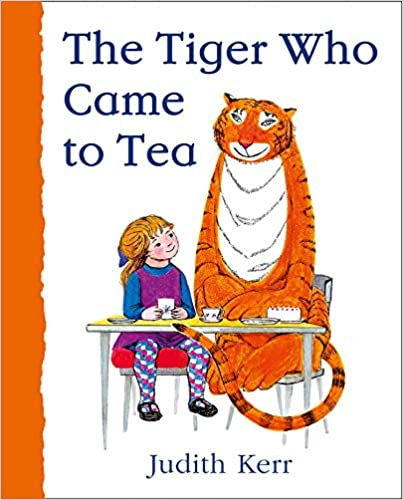 The Tiger Who
Came
to Tea
Judith Kerr